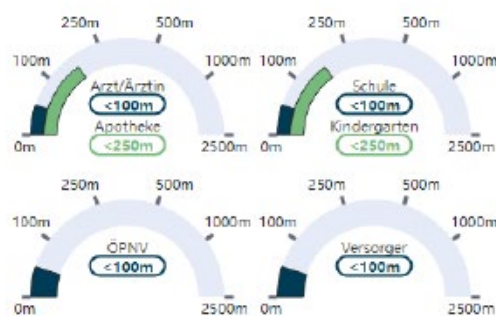 250m 500m
100m 1000m
Arzt/Ärztin
<100m
Apotheke
<250m
0m 2500m
250m 500m
100m 1000m
Schule
<100m
Kindergarten
<250m
0m 2500m
250m 500m
100m 1000m
ÖPNV
<100m
0m 2500m
250m 500m
100m 1000m
Versorger
<100m
0m 2500m